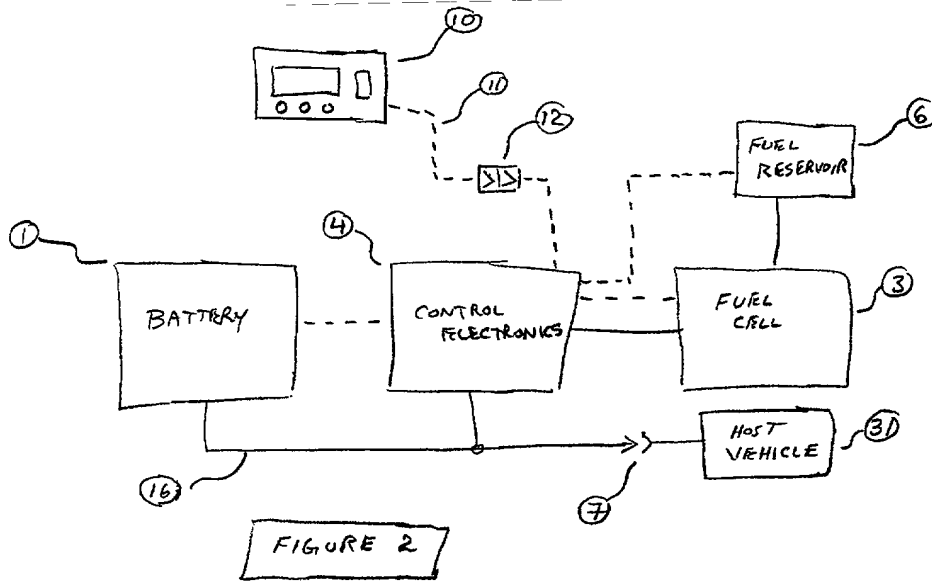 10
11
12
6
FUEL
RESERVOIR
1
4
3
BATTERY
CONTROL
ELECTRONICS
FUEL
CELL
HOST
VEHICLE
31
16
7
FIGURE 2